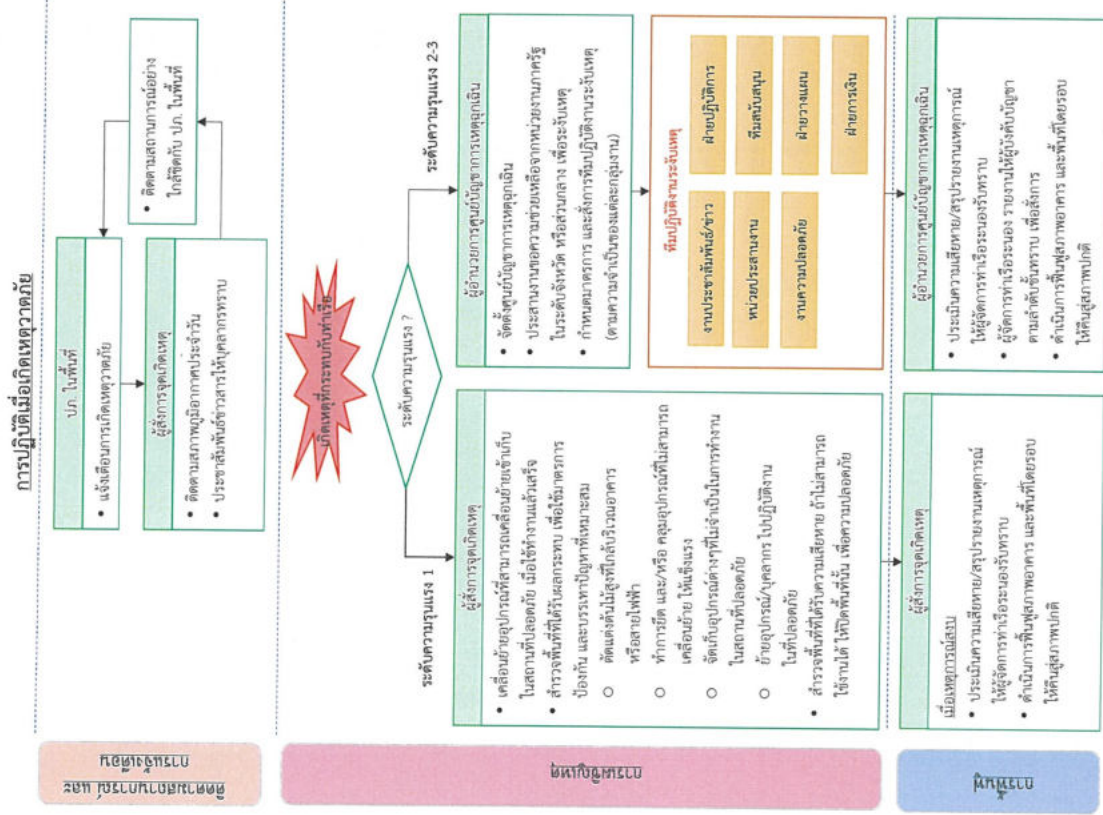 การปฏิบัติเมื่อเกิดเหตุวาตภัย
ติดตามสถานการณ์ และ
การแจ้งเตือน
ปภ. ในพื้นที่
• แจ้งเตือนการเกิดเหตุวาตภัย
ผู้สั่งการจุดเกิดเหตุ
• ติดตามสภาพภูมิอากาศประจำวัน
• ประชาสัมพันธ์ข่าวสารให้บุคลากรทราบ
• ติดตามสถานการณ์อย่าง
ใกล้ชิดกับ ปภ. ในพื้นที่
การเผชิญเหตุ
เกิดเหตุที่กระทบกับท่าเรือ
ระดับความรุนแรง ?
ระดับความรุนแรง 1
ระดับความรุนแรง 2-3
ผู้สั่งการจุดเกิดเหตุ
• เคลื่อนย้ายอุปกรณ์ที่สามารถเคลื่อนย้ายเข้าเก็บ
ในสถานที่ปลอดภัย เมื่อใช้ทำงานแล้วเสร็จ
• สำรวจพื้นที่ที่ได้รับผลกระทบ เพื่อใช้มาตรการ
ป้องกัน และบรรเทาปัญหาที่เหมาะสม
○ ตัดแต่งต้นไม้สูงที่ใกล้บริเวณอาคาร
หรือสายไฟฟ้า
○ ทำการยึด และ/หรือ คลุมอุปกรณ์ที่ไม่สามารถ
เคลื่อนย้าย ให้แข็งแรง
○ จัดเก็บอุปกรณ์ต่างๆที่ไม่จำเป็นในการทำงาน
ในสถานที่ปลอดภัย
○ ย้ายอุปกรณ์/บุคลากร ไปปฏิบัติงาน
ในที่ปลอดภัย
• สำรวจพื้นที่ที่ได้รับความเสียหาย ถ้าไม่สามารถ
ใช้งานได้ ให้ปิดพื้นที่นั้น เพื่อความปลอดภัย
ผู้อำนวยการศูนย์บัญชาการเหตุฉุกเฉิน
• จัดตั้งศูนย์บัญชาการเหตุฉุกเฉิน
• ประสานงานขอความช่วยเหลือจากหน่วยงานภาครัฐ
ในระดับจังหวัด หรือส่วนกลาง เพื่อระงับเหตุ
• กำหนดมาตรการ และสั่งการทีมปฏิบัติงานระงับเหตุ
(ตามความจำเป็นของแต่ละกลุ่มงาน)
ทีมปฏิบัติงานระงับเหตุ
งานประชาสัมพันธ์/ข่าว
ฝ่ายปฏิบัติการ
หน่วยประสานงาน
ทีมสนับสนุน
งานความปลอดภัย
ฝ่ายวางแผน
ฝ่ายการเงิน
การฟื้นฟู
ผู้สั่งการจุดเกิดเหตุ
เมื่อเหตุการณ์สงบ
• ประเมินความเสียหาย/สรุปรายงานเหตุการณ์
ให้ผู้จัดการท่าเรือระนองรับทราบ
• ดำเนินการฟื้นฟูสภาพอาคาร และพื้นที่โดยรอบ
ให้คืนสู่สภาพปกติ
ผู้อำนวยการศูนย์บัญชาการเหตุฉุกเฉิน
• ประเมินความเสียหาย/สรุปรายงานเหตุการณ์
ให้ผู้จัดการท่าเรือระนองรับทราบ
• ผู้จัดการท่าเรือระนอง รายงานให้ผู้บังคับบัญชา
ตามลำดับชั้นทราบ เพื่อสั่งการ
• ดำเนินการฟื้นฟูสภาพอาคาร และพื้นที่โดยรอบ
ให้คืนสู่สภาพปกติ